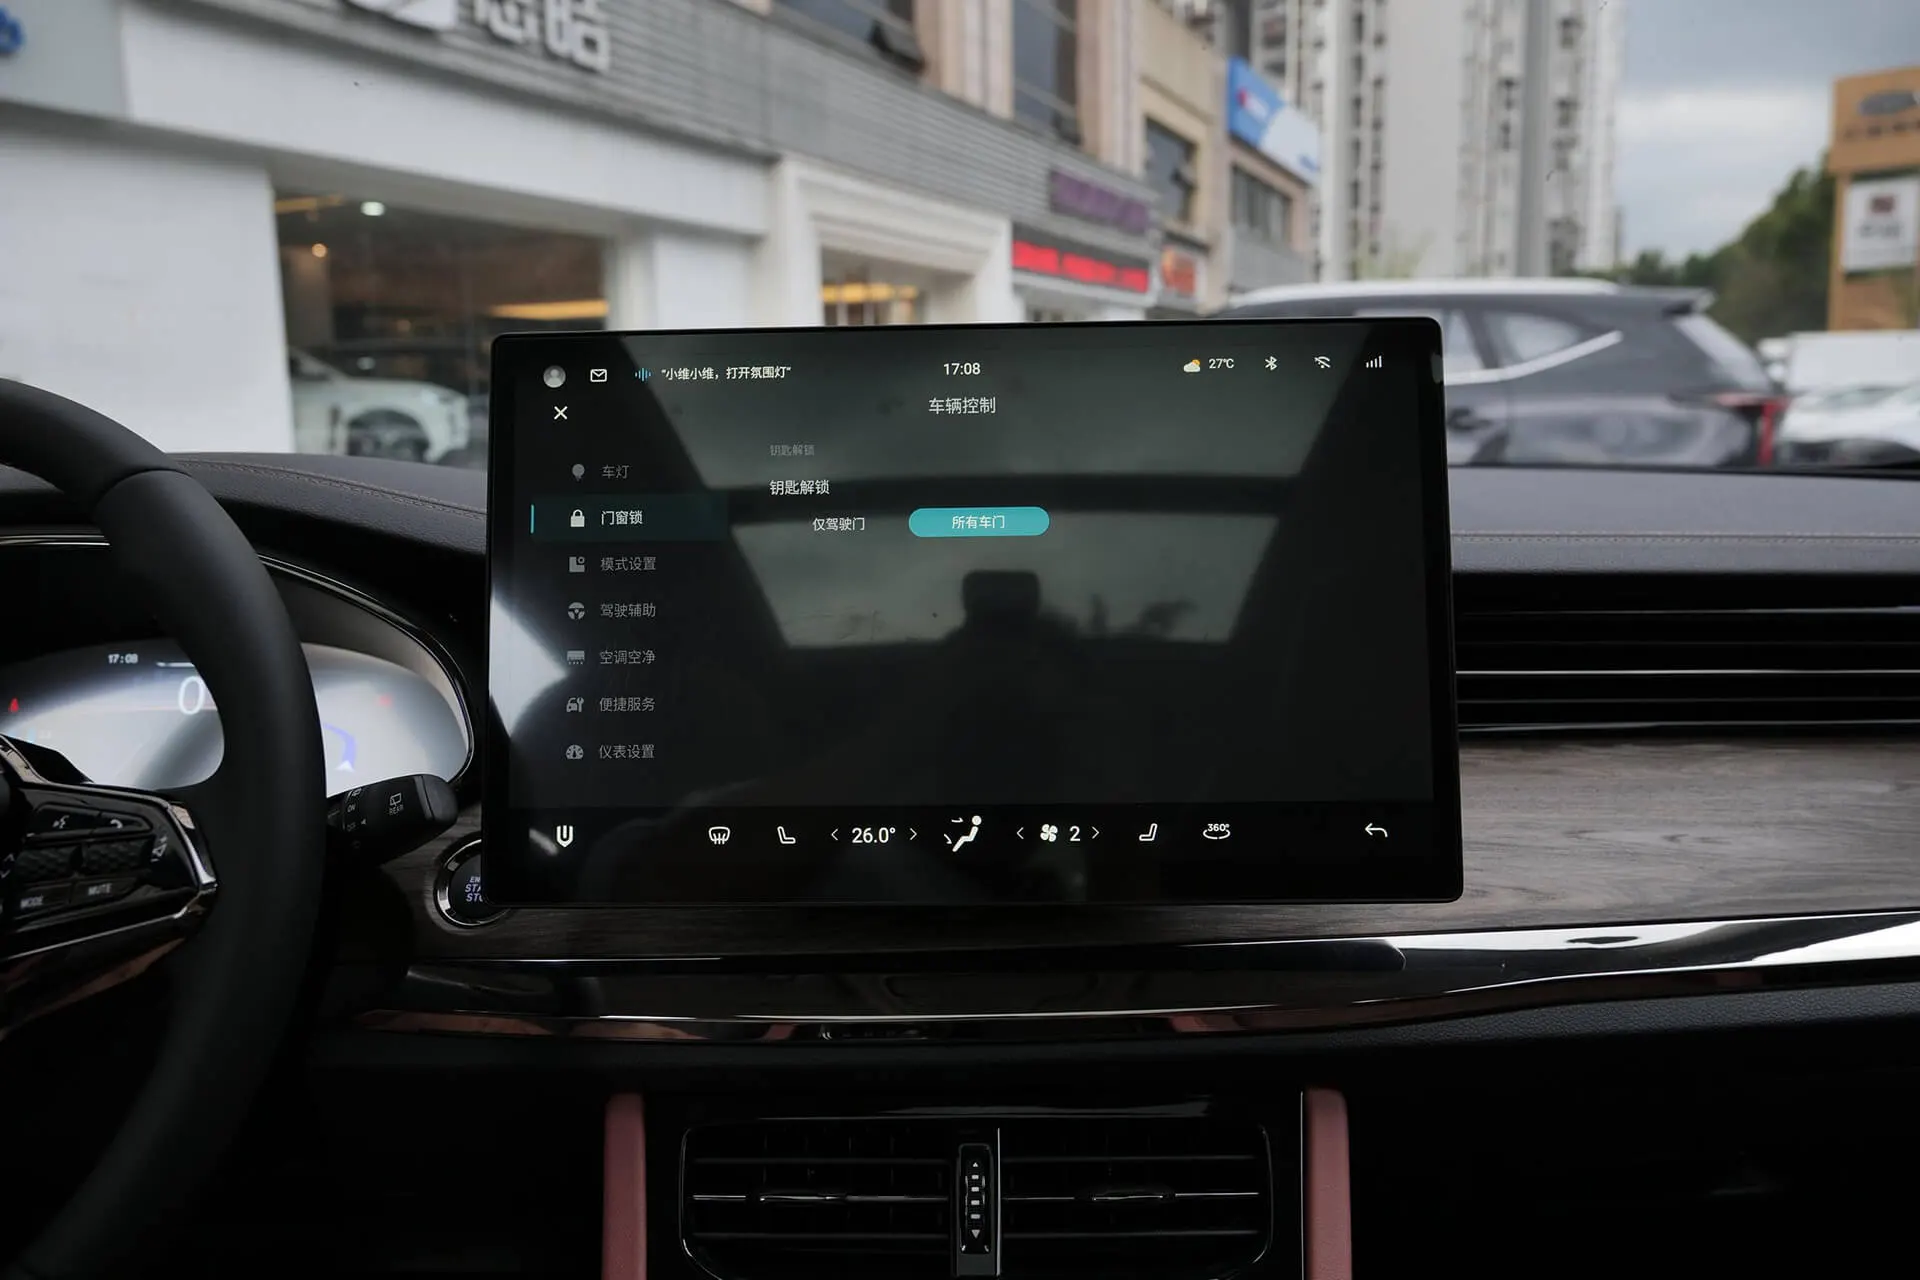 "小维小维，打开氛围灯"
17:08
27℃
车辆控制
钥匙解锁
车灯
钥匙解锁
门窗锁
仅驾驶门
所有车门
模式设置
驾驶辅助
空调空净
17:08
0
便捷服务
仪表设置
ON
REAR
26.0°
2
360°
MUTE
MODE